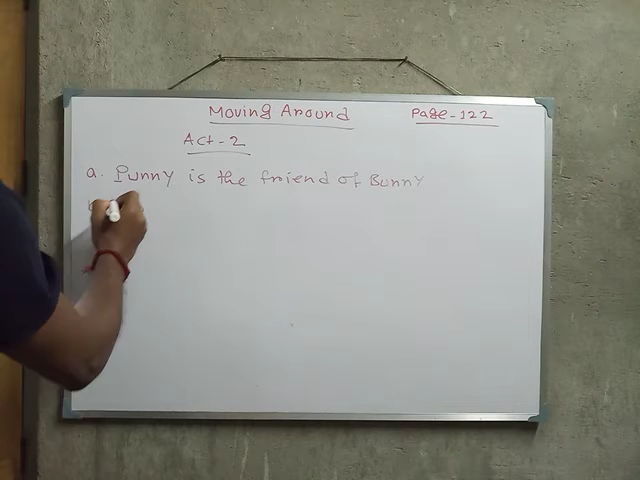 Moving Around Page-122
Act-2
a. Punny is the friend of Bunny